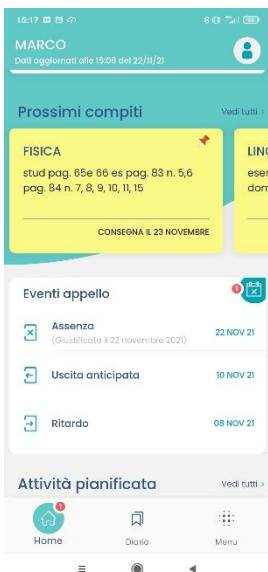 15:17
MARCO
Dati aggiornati alle 15:08 del 22/11/21
Prossimi compiti
Vedi tutti >
FISICA
stud pag. 65e 66 es pag. 83 n. 5,6
pag. 84 n. 7, 8, 9, 10, 11, 15
CONSEGNA IL 23 NOVEMBRE
LIN
eser
dom
Eventi appello
1
Assenza
22 NOV 21
(Giustificata il 22 novembre 2021)
Uscita anticipata
10 NOV 21
Ritardo
08 NOV 21
Attività pianificata
Vedi tutti >
1
Home
Diario
Menu